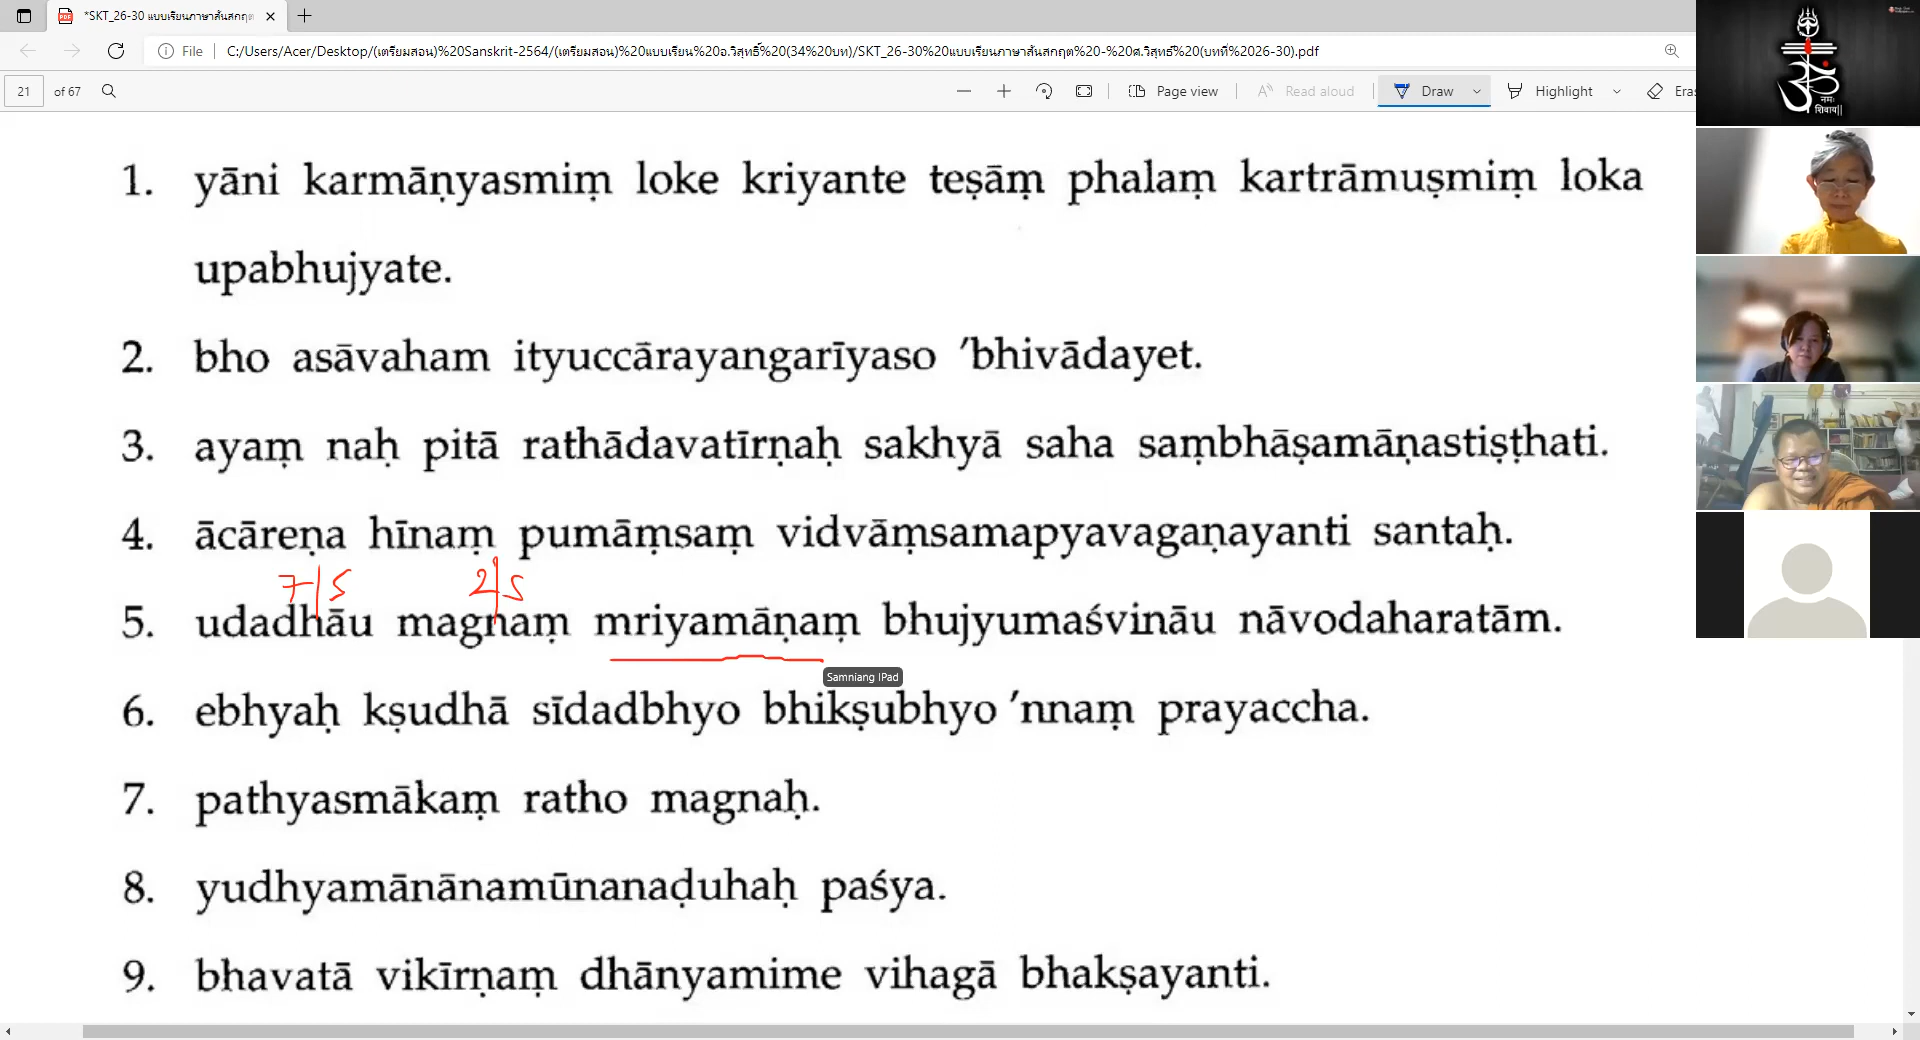 *SKT_26-30 แบบเรียนภาษาสันสกฤต
File C:/Users/Acer/Desktop/(เตรียมสอน)%20Sanskrit-2564/(เตรียมสอน)%20แบบเรียน%20อ.วิสุทธิ์%20(34%20บท)/SKT_26-30%20แบบเรียนภาษาสันสกฤต%20-%20ศ.วิสุทธ์%20(บทที่%2026-30).pdf
21 of 67 Page view Read aloud Draw Highlight Eras
1. yāni karmāṇyasmiṃ loke kriyante teṣāṃ phalaṃ kartrāmuṣmiṃ loka
upabhujyate.
2. bho asāvaham ityuccārayangarīyaso ’bhivādayet.
3. ayaṃ naḥ pitā rathādavatīrṇaḥ sakhyā saha saṃbhāṣamāṇastiṣṭhati.
4. ācāreṇa hīnaṃ pumāṃsaṃ vidvāṃsamapyavagaṇayanti santaḥ.
7|S 2|S
5. udadhāu magnaṃ mriyamāṇaṃ bhujyumaśvināu nāvodaharatām.
Samniang IPad
6. ebhyaḥ kṣudhā sīdadbhyo bhikṣubhyo ’nnaṃ prayaccha.
7. pathyasmākaṃ ratho magnaḥ.
8. yudhyamānānamūnanaḍuhaḥ paśya.
9. bhavatā vikīrṇaṃ dhānyamime vihagā bhakṣayanti.
नमः
शिवाय||